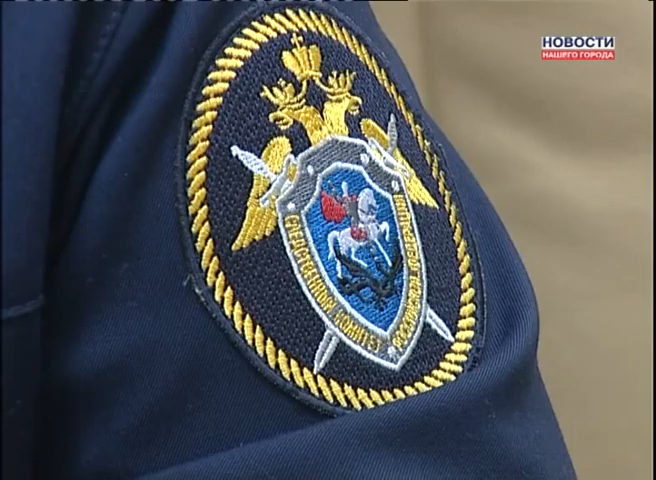 НОВОСТИ
НАШЕГО ГОРОДА
СЛЕДСТВЕННЫЙ КОМИТЕТ
РОССИЙСКОЙ ФЕДЕРАЦИИ